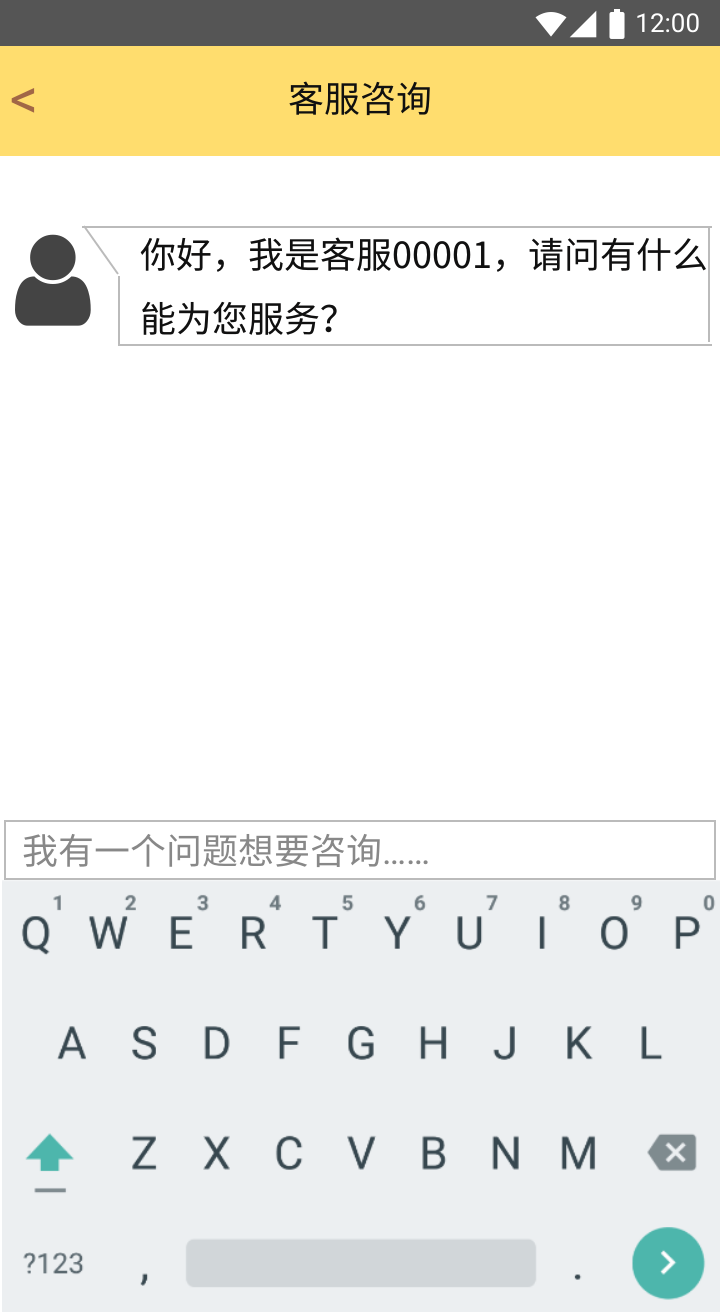 12:00
<
客服咨询
你好，我是客服00001，请问有什么
能为您服务？
我有一个问题想要咨询......
1 2 3 4 5 6 7 8 9 0
Q W E R T Y U I O P
A S D F G H J K L
Z X C V B N M
?123 , .